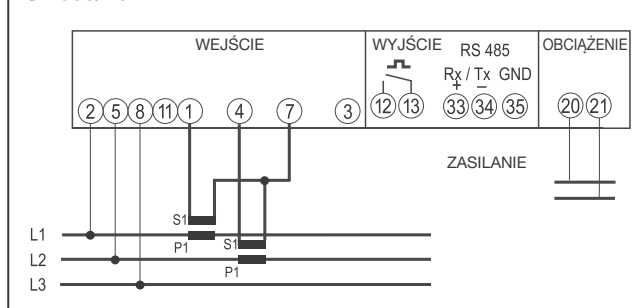 WEJŚCIE
WYJŚCIE
RS 485
OBCIĄŻENIE
Rx / Tx GND
+ –
2 5 8 11 1 4 7 3
12 13
33 34 35
20 21
ZASILANIE
S1
L1
P1
S1
L2
P1
L3